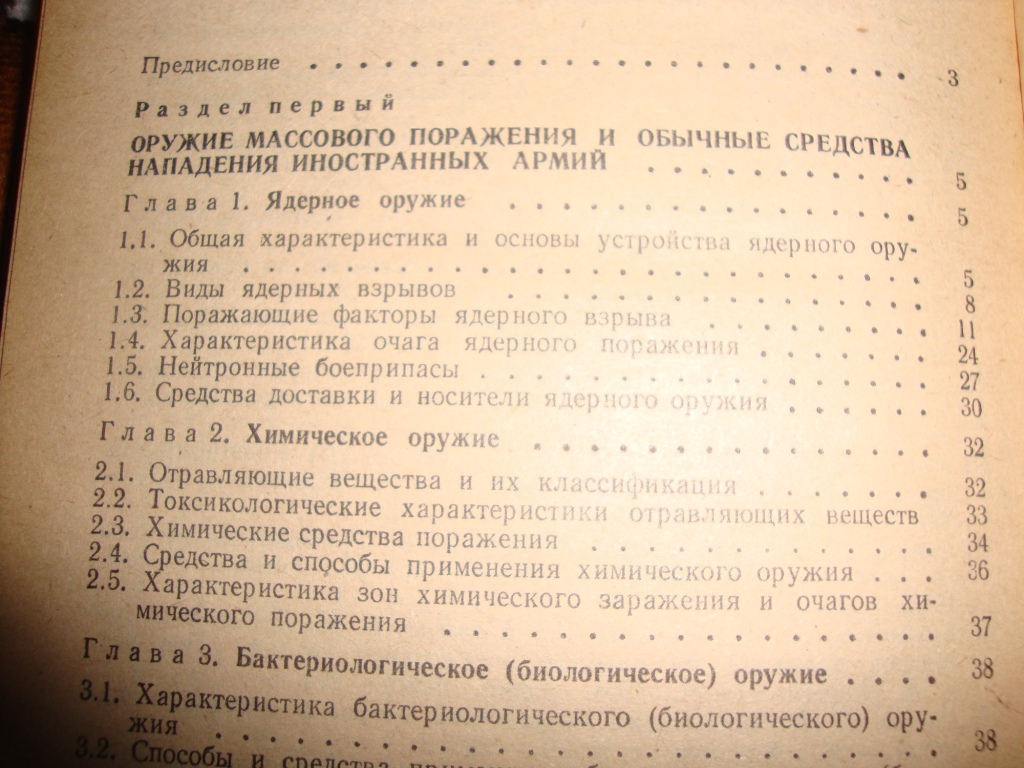 Предисловие . . . . . . . . . . . . . . . . . . . . . . . 3
Раздел первый
ОРУЖИЕ МАССОВОГО ПОРАЖЕНИЯ И ОБЫЧНЫЕ СРЕДСТВА
НАПАДЕНИЯ ИНОСТРАННЫХ АРМИЙ . . . . . . . . . . 5
Глава 1. Ядерное оружие . . . . . . . . . . . . . . . . 5
1.1. Общая характеристика и основы устройства ядерного ору-
жия . . . . . . . . . . . . . . . . . . . . . . . . . 5
1.2. Виды ядерных взрывов . . . . . . . . . . . . . . . . 8
1.3. Поражающие факторы ядерного взрыва . . . . . . . . . 11
1.4. Характеристика очага ядерного поражения . . . . . . . 24
1.5. Нейтронные боеприпасы . . . . . . . . . . . . . . . . 27
1.6. Средства доставки и носители ядерного оружия . . . . . 30
Глава 2. Химическое оружие . . . . . . . . . . . . . . . 32
2.1. Отравляющие вещества и их классификация . . . . . . . 32
2.2. Токсикологические характеристики отравляющих веществ 33
2.3. Химические средства поражения . . . . . . . . . . . . 34
2.4. Средства и способы применения химического оружия . . . 36
2.5. Характеристика зон химического заражения и очагов хи-
мического поражения . . . . . . . . . . . . . . . . . 37
Глава 3. Бактериологическое (биологическое) оружие . . . . 38
3.1. Характеристика бактериологического (биологического) ору-
жия . . . . . . . . . . . . . . . . . . . . . . . . . 38
3.2. Способы и средства